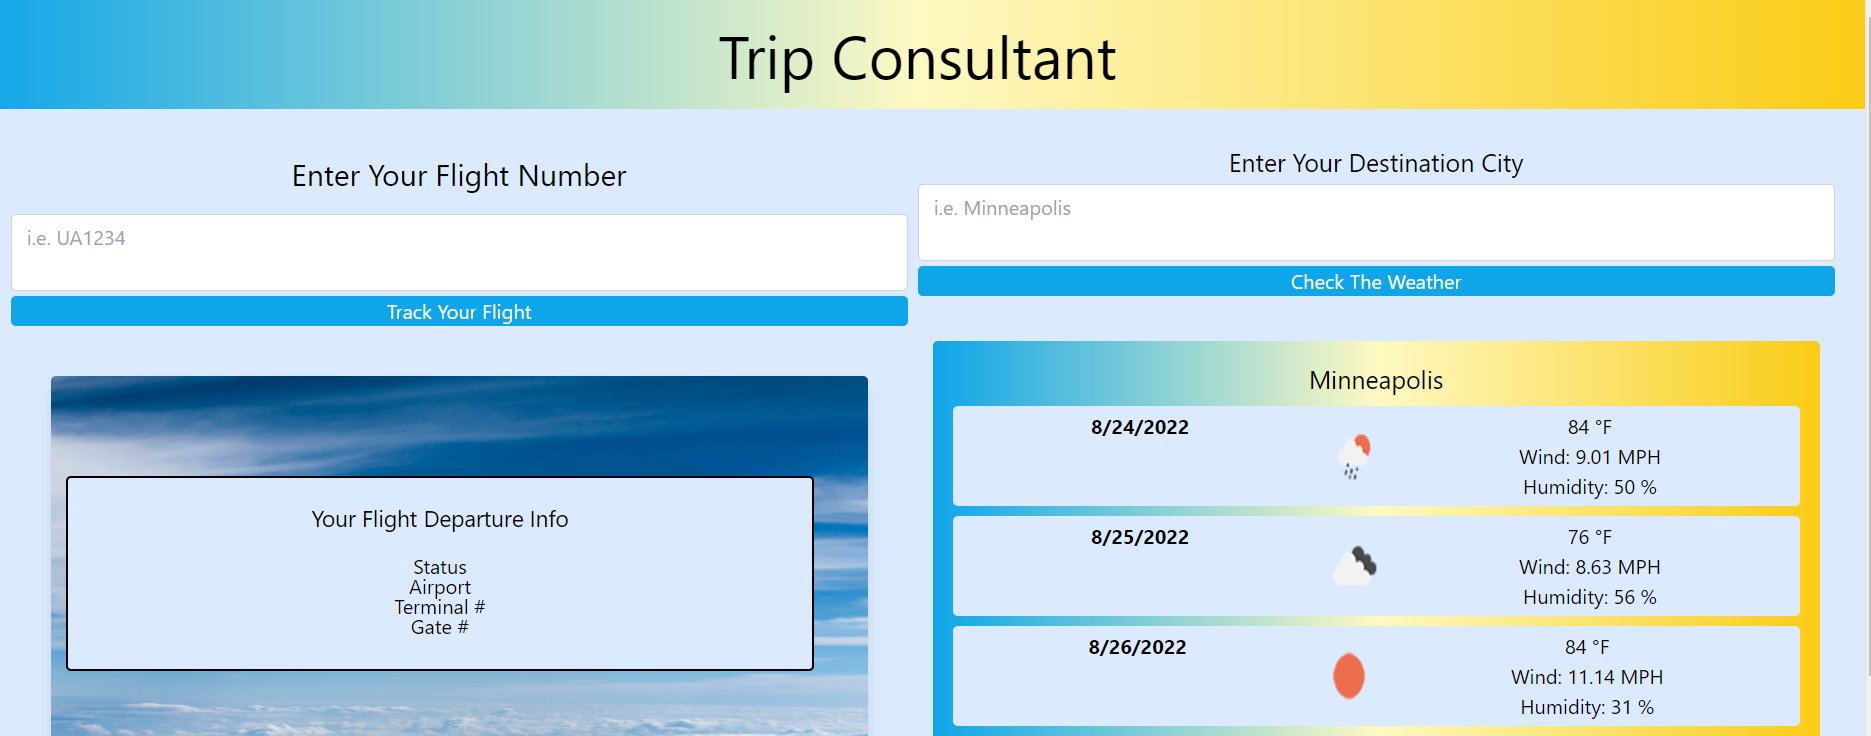 Trip Consultant
Enter Your Flight Number
i.e. UA1234
Track Your Flight
Your Flight Departure Info
Status
Airport
Terminal #
Gate #
Enter Your Destination City
i.e. Minneapolis
Check The Weather
Minneapolis
8/24/2022
84 °F
Wind: 9.01 MPH
Humidity: 50 %
8/25/2022
76 °F
Wind: 8.63 MPH
Humidity: 56 %
8/26/2022
84 °F
Wind: 11.14 MPH
Humidity: 31 %